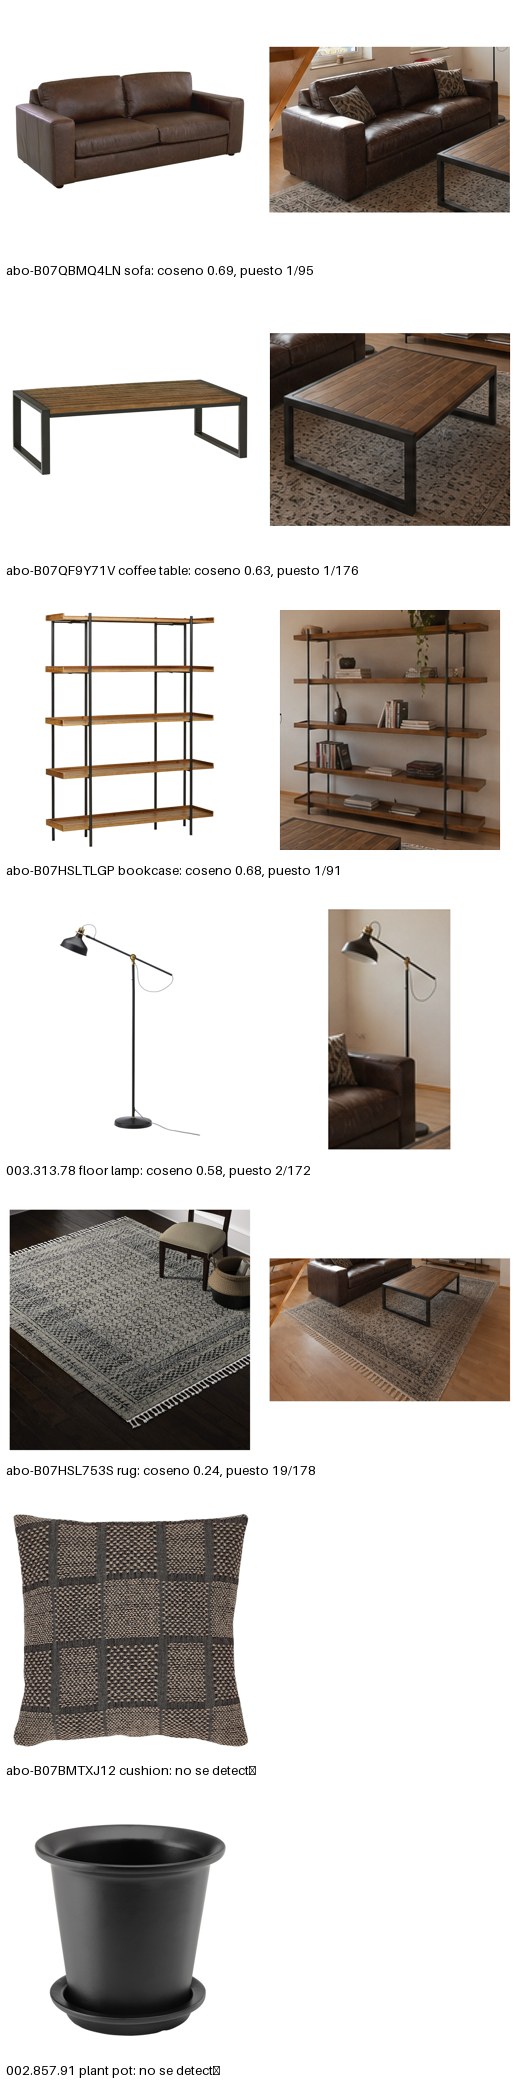 abo-B07QBMQ4LN sofa: coseno 0.69, puesto 1/95
abo-B07QF9Y71V coffee table: coseno 0.63, puesto 1/176
abo-B07HSLTLGP bookcase: coseno 0.68, puesto 1/91
003.313.78 floor lamp: coseno 0.58, puesto 2/172
abo-B07HSL753S rug: coseno 0.24, puesto 19/178
abo-B07BMTXJ12 cushion: no se detect▯
002.857.91 plant pot: no se detect▯